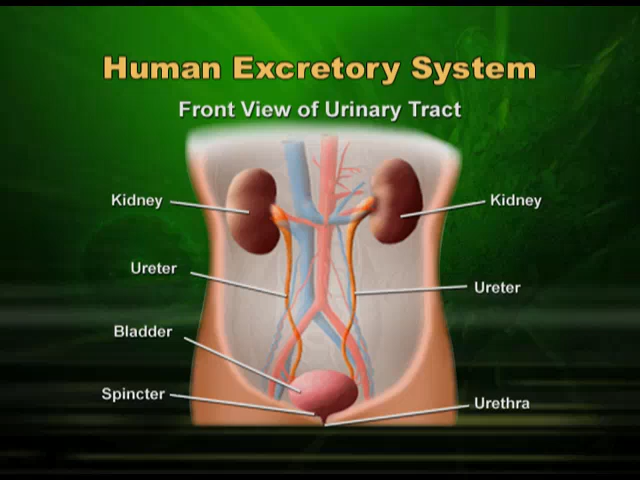 Human Excretory System
Front View of Urinary Tract
Kidney
Kidney
Ureter
Ureter
Bladder
Spincter
Urethra